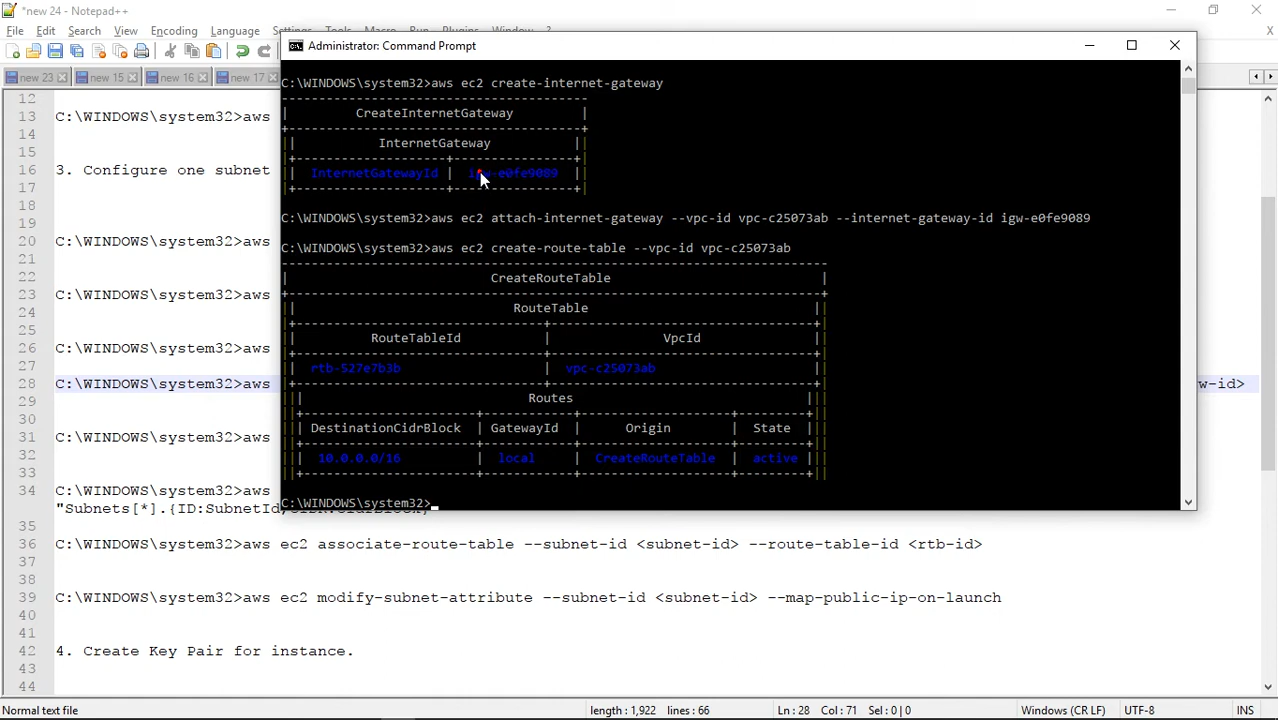 *new 24 - Notepad++
File Edit Search View Encoding Language Settings Tools Macro Run Plugins Window ? X
new 23 new 15 new 16 new 17
Administrator: Command Prompt
C:\WINDOWS\system32>aws ec2 create-internet-gateway
CreateInternetGateway
InternetGateway
InternetGatewayId | igw-e0fe9089
C:\WINDOWS\system32>aws ec2 attach-internet-gateway --vpc-id vpc-c25073ab --internet-gateway-id igw-e0fe9089
C:\WINDOWS\system32>aws ec2 create-route-table --vpc-id vpc-c25073ab
CreateRouteTable
RouteTable
RouteTableId | VpcId
rtb-527e7b3b | vpc-c25073ab
Routes
DestinationCidrBlock | GatewayId | Origin | State
10.0.0.0/16 | local | CreateRouteTable | active
C:\WINDOWS\system32>
12
13 C:\WINDOWS\system32>aws
14
15
16 3. Configure one subnet
17
18
19
20 C:\WINDOWS\system32>aws
21
22
23 C:\WINDOWS\system32>aws
24
25
26 C:\WINDOWS\system32>aws
27
28 C:\WINDOWS\system32>aws w-id>
29
30
31 C:\WINDOWS\system32>aws
32
33
34 C:\WINDOWS\system32>aws
"Subnets[*].{ID:SubnetId,CIDR:CidrBlock}"
35
36 C:\WINDOWS\system32>aws ec2 associate-route-table --subnet-id <subnet-id> --route-table-id <rtb-id>
37
38
39 C:\WINDOWS\system32>aws ec2 modify-subnet-attribute --subnet-id <subnet-id> --map-public-ip-on-launch
40
41
42 4. Create Key Pair for instance.
43
44
Normal text file length : 1,922 lines : 66 Ln : 28 Col : 71 Sel : 0 | 0 Windows (CR LF) UTF-8 INS